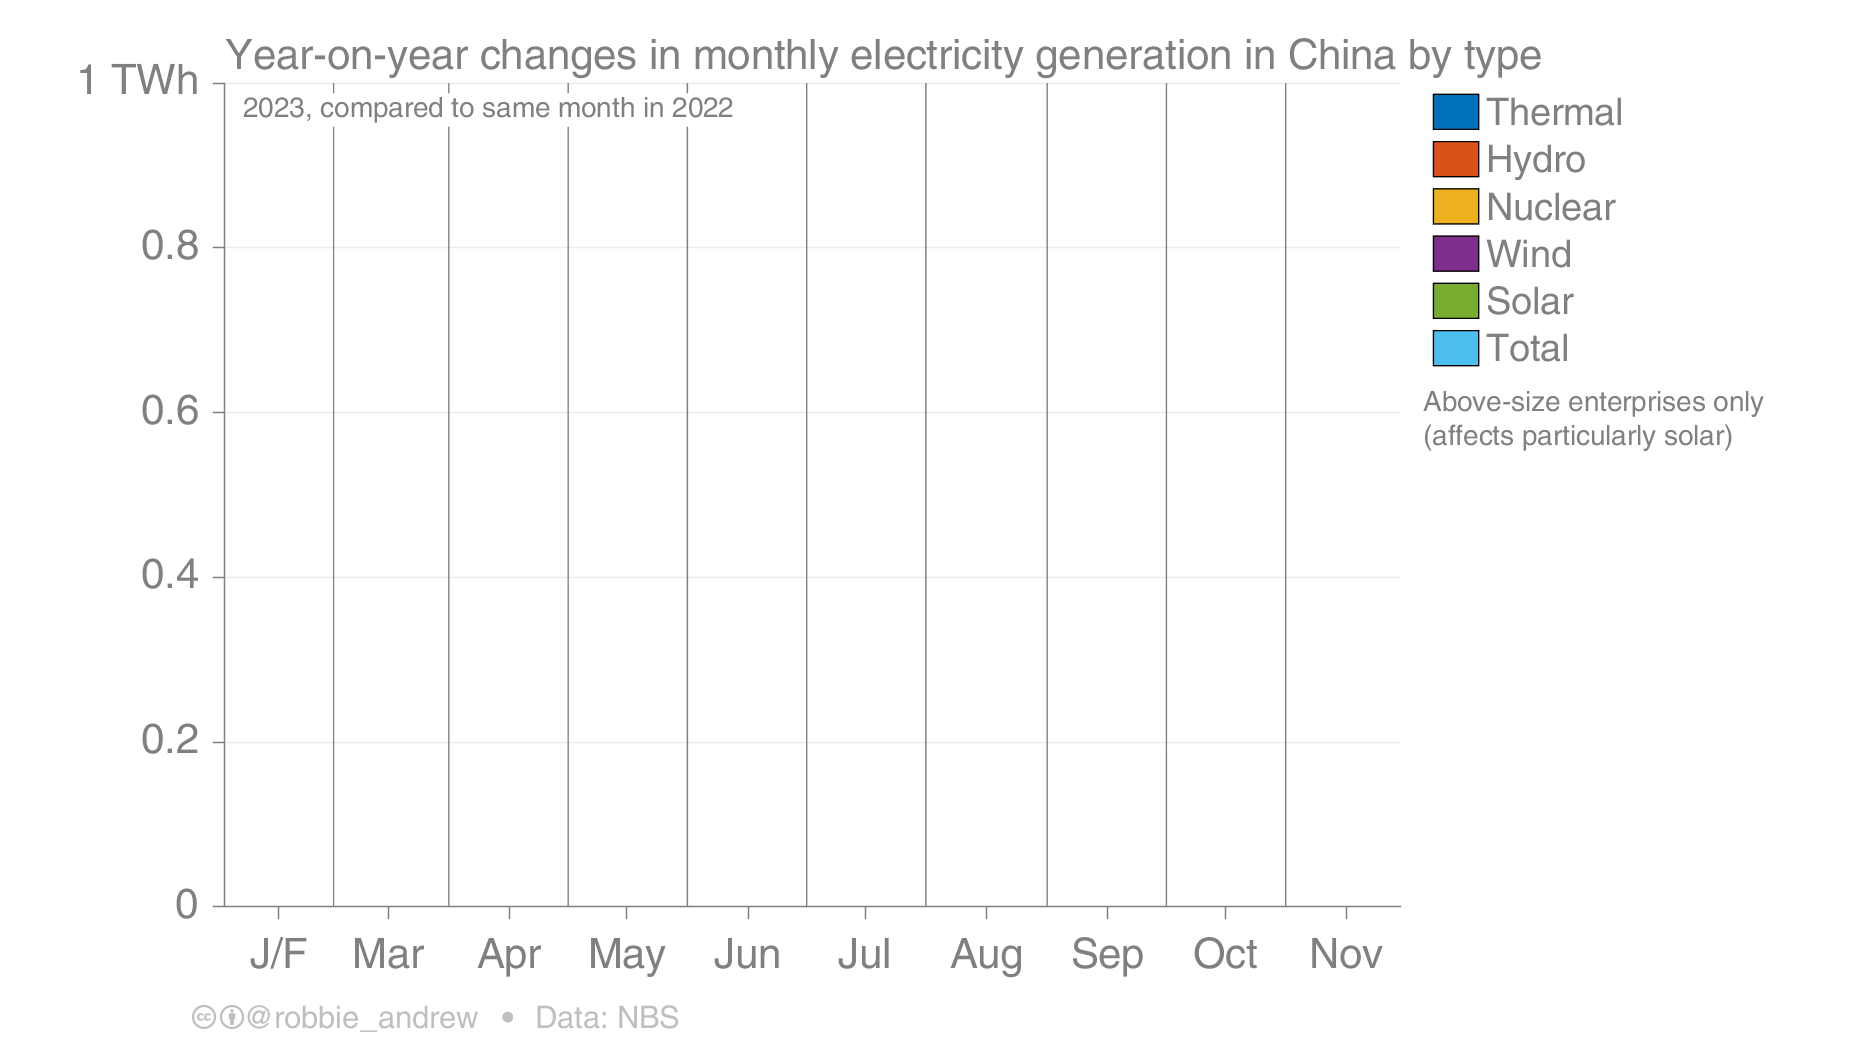 Year-on-year changes in monthly electricity generation in China by type
1 TWh
2023, compared to same month in 2022
0.8
0.6
0.4
0.2
0
J/F Mar Apr May Jun Jul Aug Sep Oct Nov
Thermal
Hydro
Nuclear
Wind
Solar
Total
Above-size enterprises only
(affects particularly solar)
cc @robbie_andrew • Data: NBS